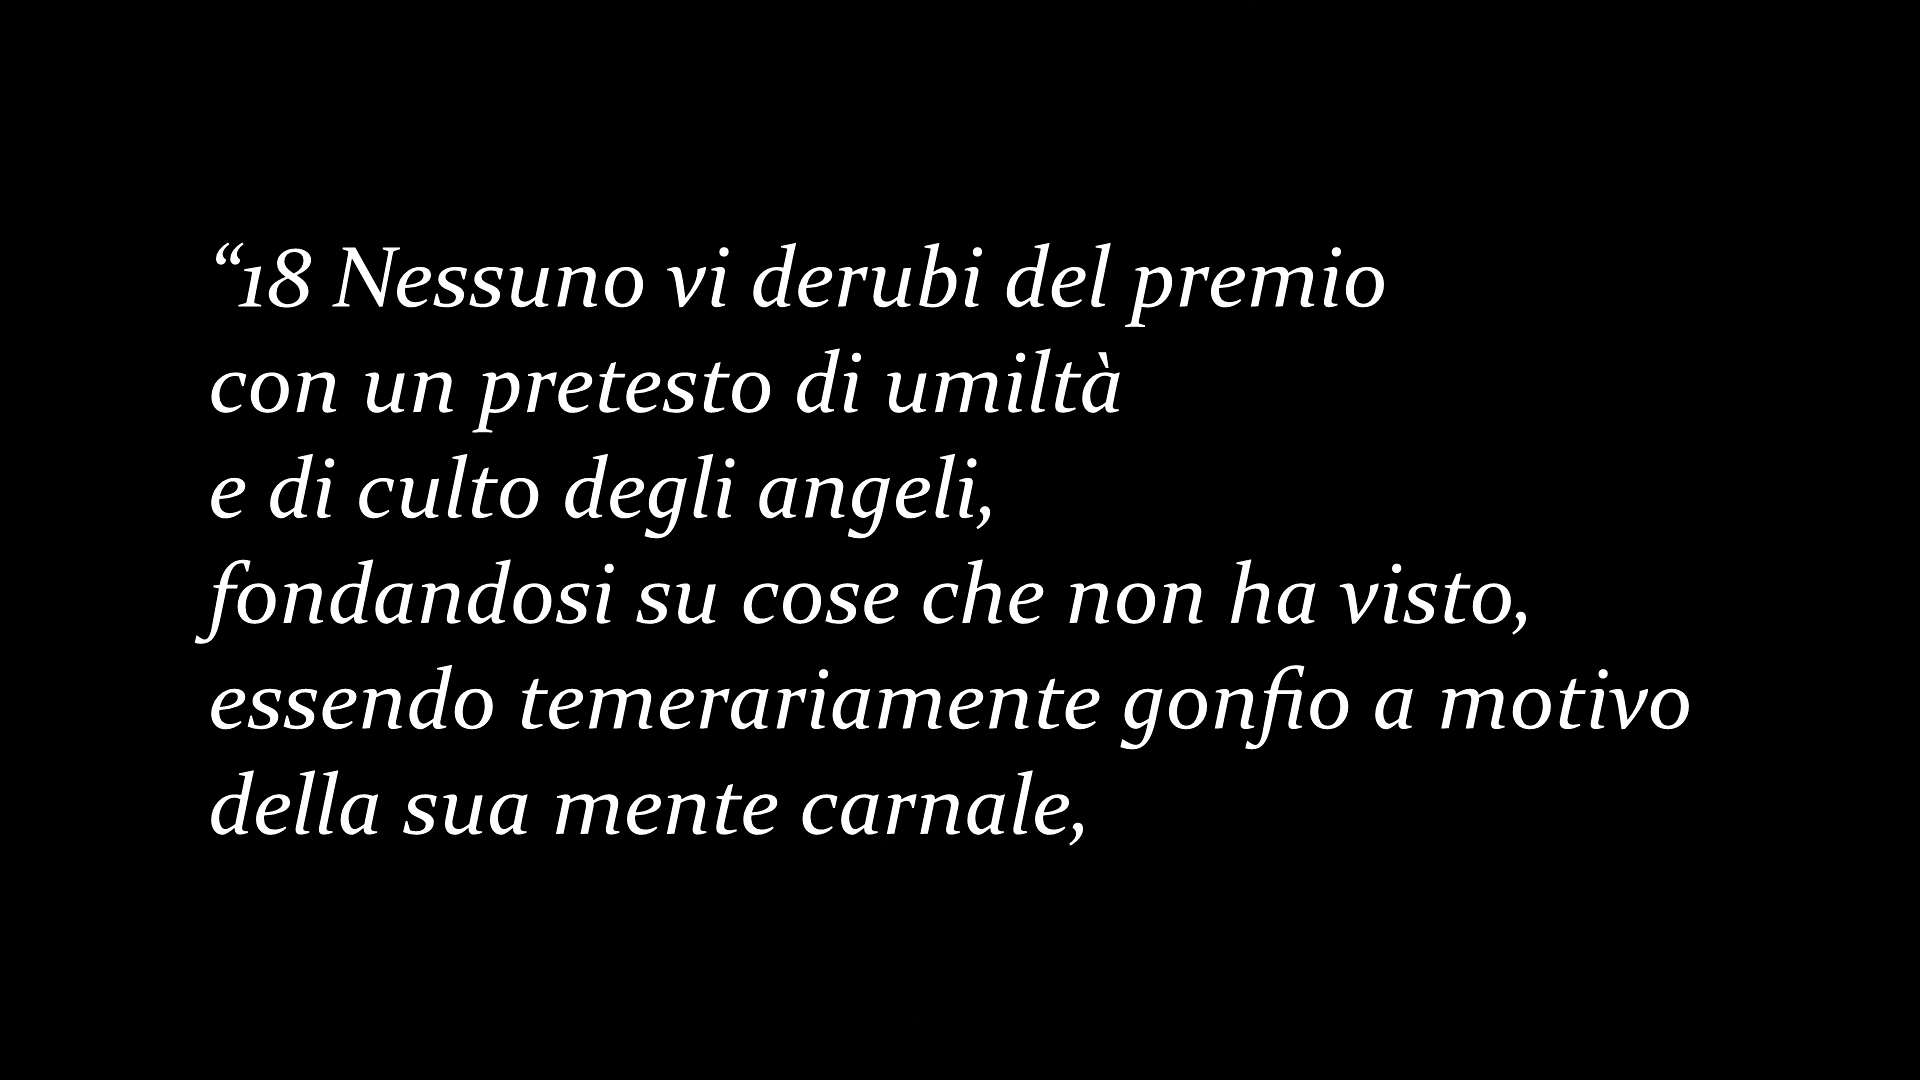 “18 Nessuno vi derubi del premio
con un pretesto di umiltà
e di culto degli angeli,
fondandosi su cose che non ha visto,
essendo temerariamente gonfio a motivo
della sua mente carnale,